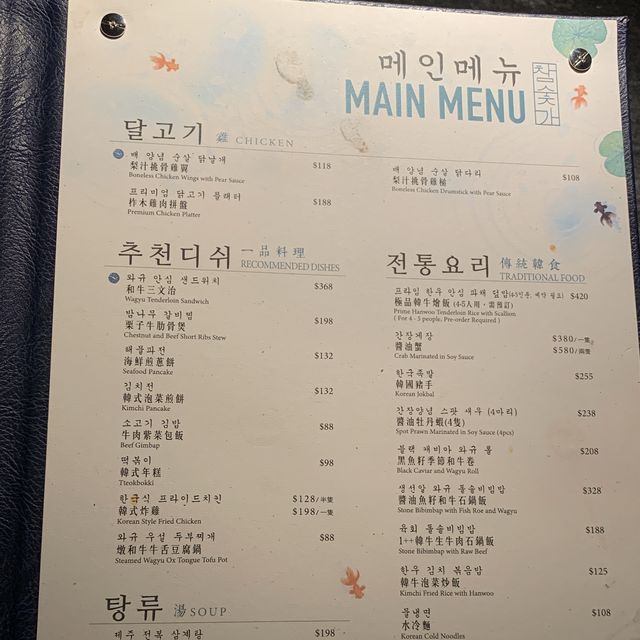 메인메뉴
MAIN MENU
참숯가
달고기 雞 CHICKEN
배 양념 순살 닭날개
梨汁挑骨雞翼 $118
Boneless Chicken Wings with Pear Sauce
프리미엄 닭고기 플래터
柞木雞肉拼盤 $188
Premium Chicken Platter
배 양념 순살 닭다리
梨汁挑骨雞槌 $108
Boneless Chicken Drumstick with Pear Sauce
추천디쉬 一品料理
RECOMMENDED DISHES
와규 안심 샌드위치
和牛三文治 $368
Wagyu Tenderloin Sandwich
밤나무 갈비찜
栗子牛肋骨煲 $198
Chestnut and Beef Short Ribs Stew
해물파전
海鮮煎蔥餅 $132
Seafood Pancake
김치전
韓式泡菜煎餅 $132
Kimchi Pancake
소고기 김밥
牛肉紫菜包飯 $88
Beef Gimbap
떡볶이
韓式年糕 $98
Tteokbokki
한국식 프라이드치킨 $128/半隻
韓式炸雞 $198/一隻
Korean Style Fried Chicken
와규 우설 두부찌개 $88
燉和牛牛舌豆腐鍋
Steamed Wagyu Ox Tongue Tofu Pot
탕류 湯 SOUP
제주 전복 삼계탕 $198
전통요리 傳統韓食
TRADITIONAL FOOD
프라임 한우 안심 파채 덮밥 $420
極品韓牛燴飯 (4-5人用，需預訂)
Prime Hanwoo Tenderloin Rice with Scallion
( For 4 - 5 people, Pre-order Required )
간장게장 $380/一隻
醬油蟹 $580/兩隻
Crab Marinated in Soy Sauce
한국족발 $255
韓國豬手
Korean Jokbal
간장양념 스팟 새우 (4마리) $238
醬油牡丹蝦(4隻)
Spot Prawn Marinated in Soy Sauce (4pcs)
블랙 캐비아 와규 롤 $208
黑魚籽季節和牛卷
Black Caviar and Wagyu Roll
생선알 와규 돌솥비빔밥 $328
醬油魚籽和牛石鍋飯
Stone Bibimbap with Fish Roe and Wagyu
육회 돌솥비빔밥 $188
1++韓牛生牛肉石鍋飯
Stone Bibimbap with Raw Beef
한우 김치 볶음밥 $125
韓牛泡菜炒飯
Kimchi Fried Rice with Hanwoo
물냉면 $108
水冷麵
Korean Cold Noodles